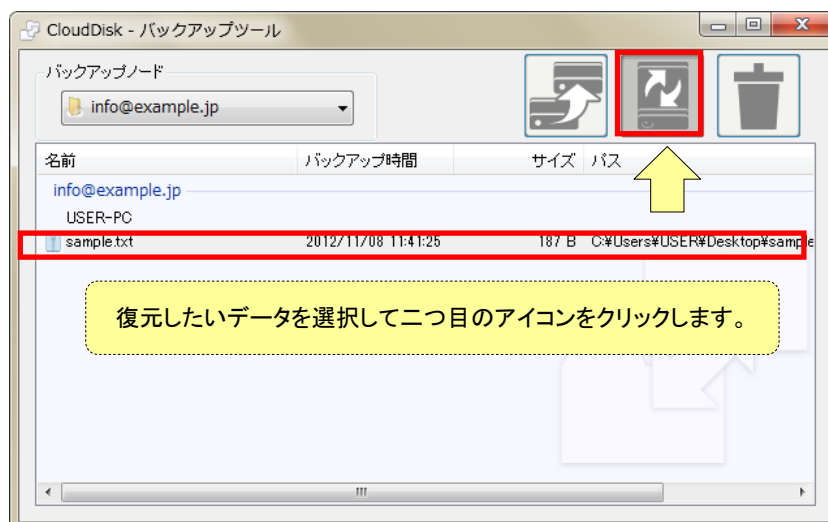 CloudDisk - バックアップツール
バックアップノード
info@example.jp
名前 バックアップ時間 サイズ パス
info@example.jp
USER-PC
sample.txt 2012/11/08 11:41:25 187 B C:¥Users¥USER¥Desktop¥sample
復元したいデータを選択して二つ目のアイコンをクリックします。